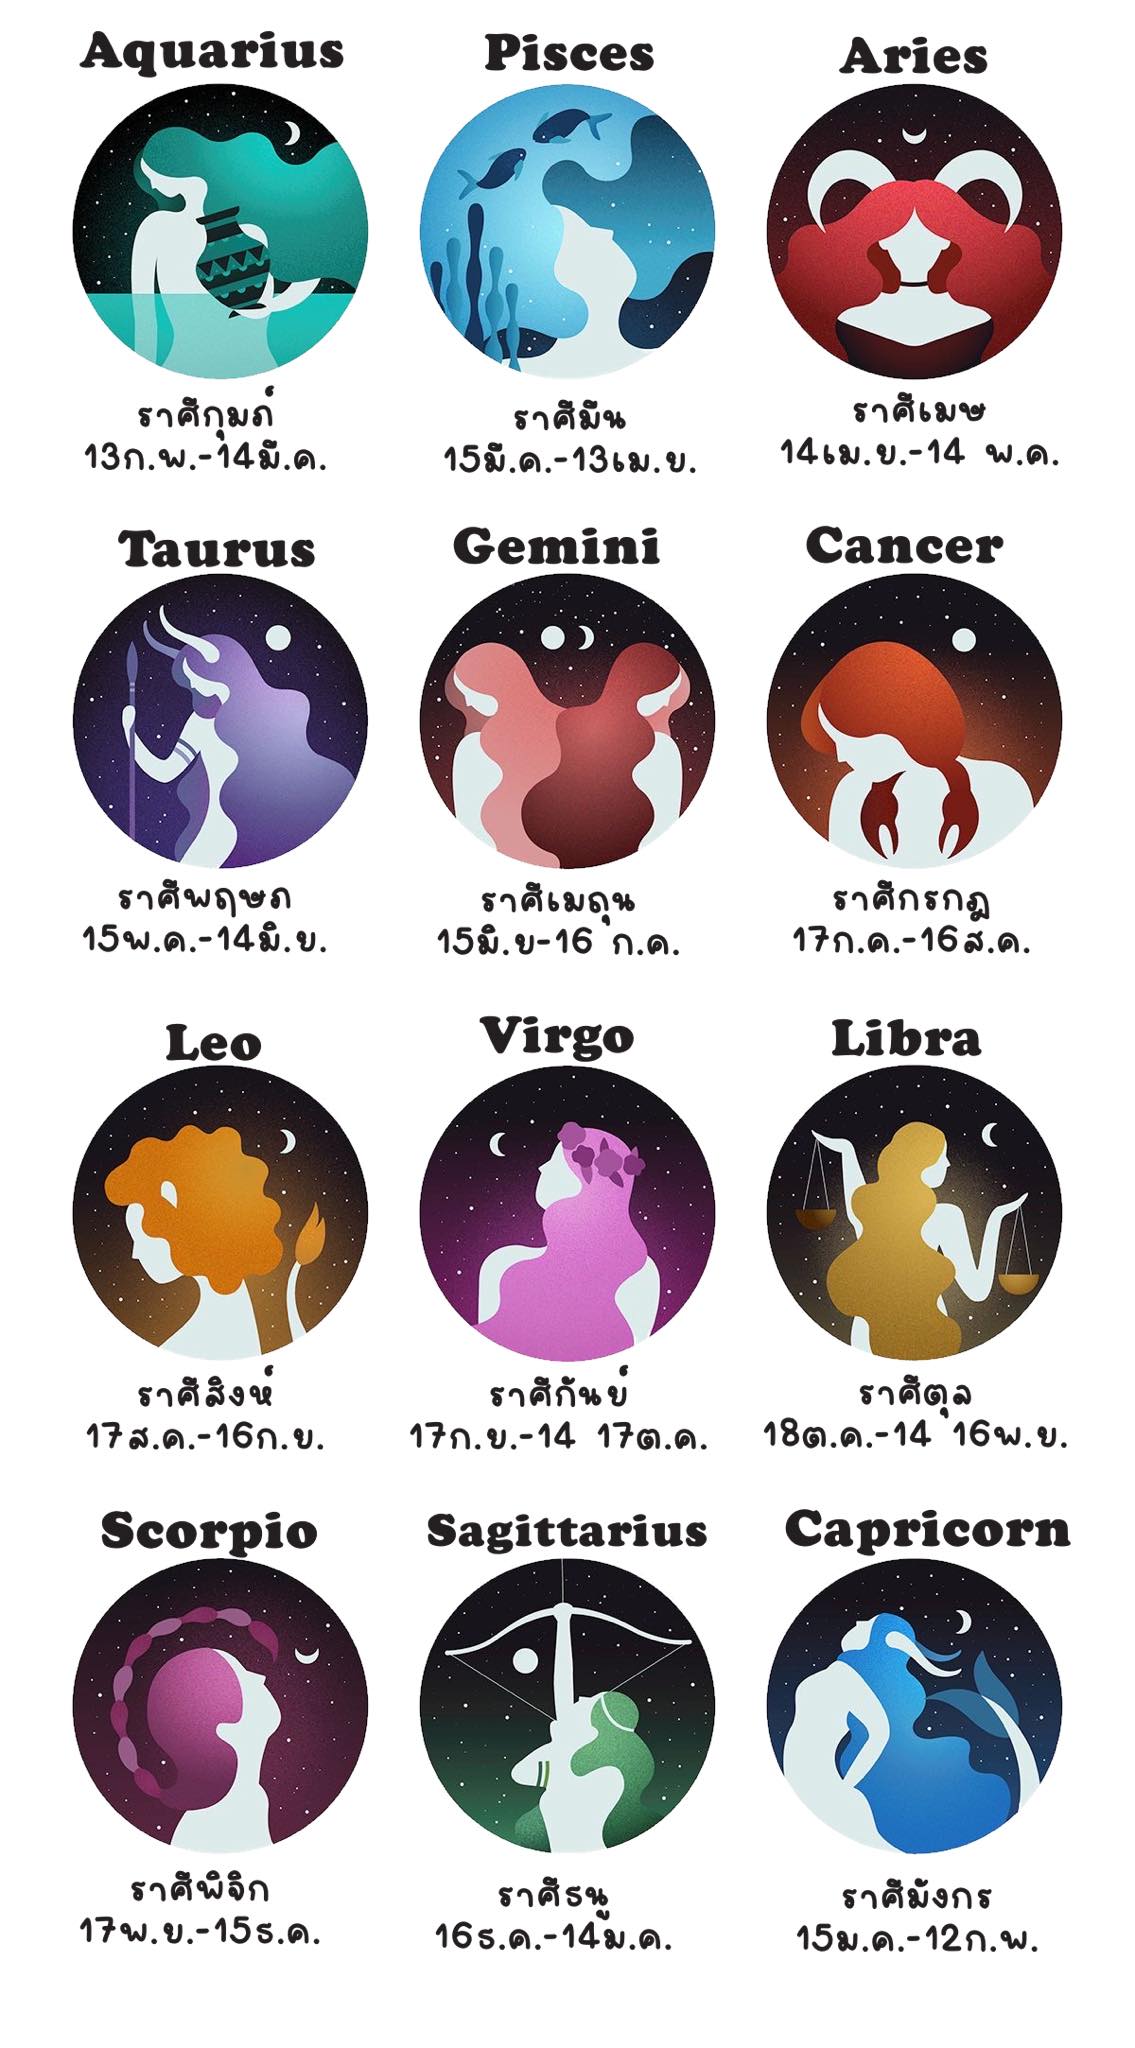 Aquarius
Pisces
Aries
ราศีกุมภ์
13ก.พ.-14มี.ค.
ราศีมีน
15มี.ค.-13เม.ย.
ราศีเมษ
14เม.ย.-14 พ.ค.
Taurus
Gemini
Cancer
ราศีพฤษภ
15พ.ค.-14มิ.ย.
ราศีเมถุน
15มิ.ย-16 ก.ค.
ราศีกรกฎ
17ก.ค.-16ส.ค.
Leo
Virgo
Libra
ราศีสิงห์
17ส.ค.-16ก.ย.
ราศีกันย์
17ก.ย.-14 17ต.ค.
ราศีตุล
18ต.ค.-14 16พ.ย.
Scorpio
Sagittarius
Capricorn
ราศีพิจิก
17พ.ย.-15ธ.ค.
ราศีธนู
16ธ.ค.-14ม.ค.
ราศีมังกร
15ม.ค.-12ก.พ.